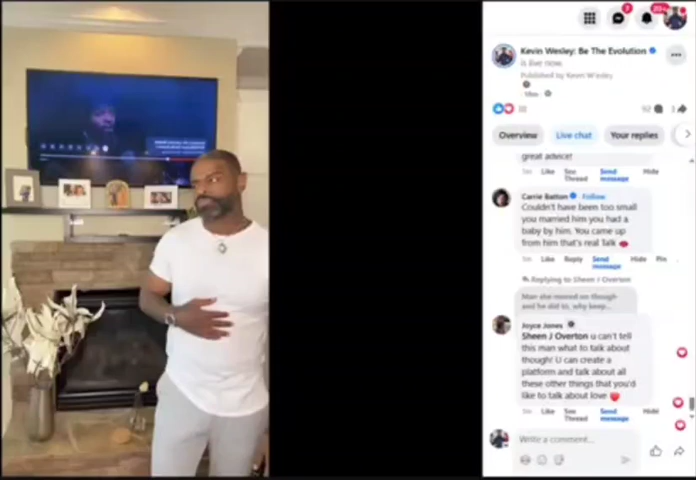 7
20+
Kevin Wesley: Be The Evolution
is live now.
Published by Kevin Wesley
Overview
Live chat
Your replies
great advice!
Like
See Thread
Send message
Hide
Carrie Batton
Follow
Couldn't have been too small
you married him you had a
baby by him. You came up
from him that's real Talk
Like
Reply
Send message
Hide
Pin
Replying to Sheen J Overton
Man she moved on though
and he did to, why keep...
Joyce Jones
Sheen J Overton u can't tell
this man what to talk about
though! U can create a
platform and talk about all
these other things that you'd
like to talk about love
Like
See Thread
Send message
Hide
Write a comment...